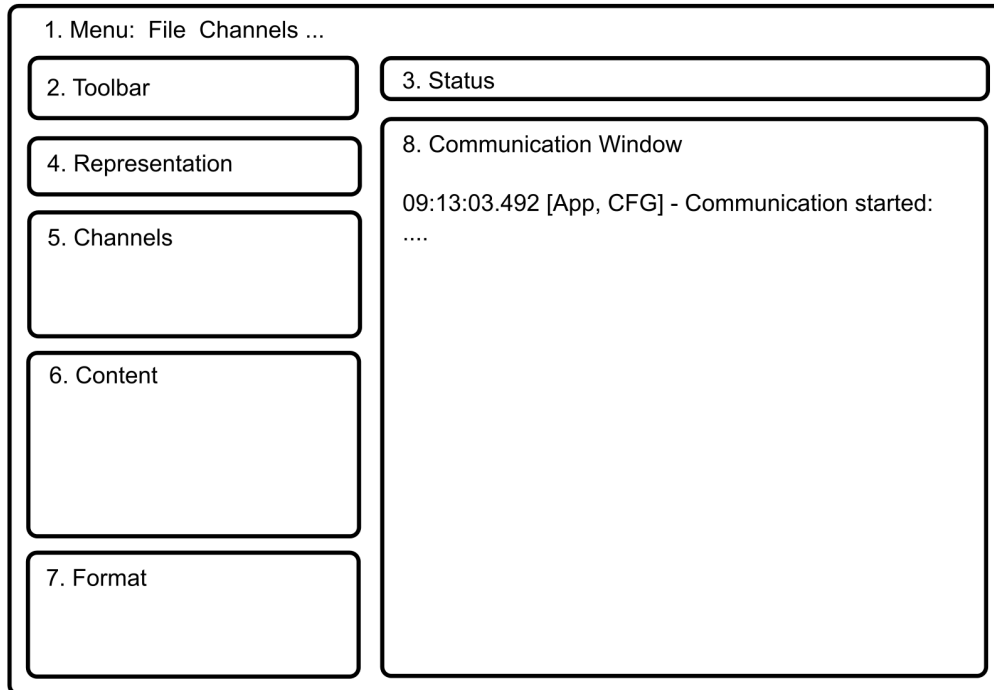 1. Menu:  File  Channels ...
2. Toolbar
3. Status
4. Representation
5. Channels
6. Content
7. Format
8. Communication Window
09:13:03.492 [App, CFG] - Communication started:
....